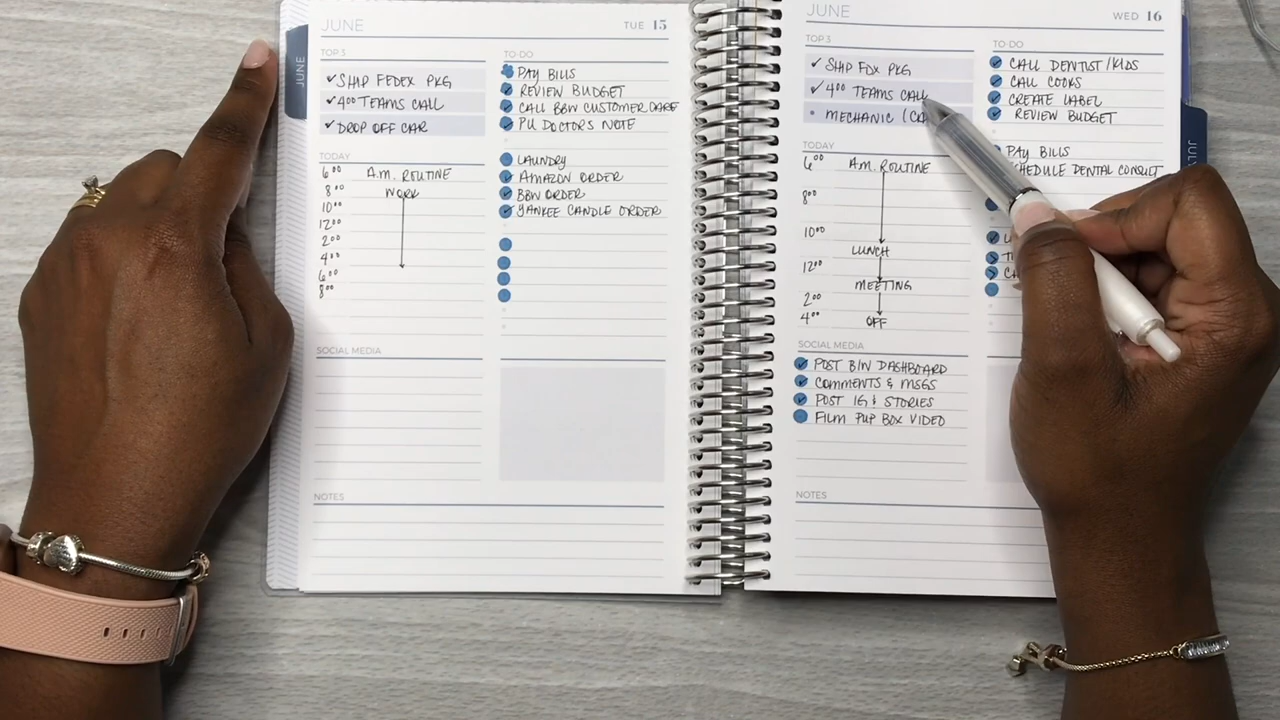 JUNE
TUE 15
TOP 3
SHIP FEDEX PKG
4:00 TEAMS CALL
DROP OFF CAR
TO DO
PAY BILLS
REVIEW BUDGET
CALL BBW CUSTOMER CARE
PU DOCTORS NOTE
LAUNDRY
AMAZON ORDER
BBW ORDER
YANKEE CANDLE ORDER
TODAY
6:00 A.M. ROUTINE
8:00 WORK
10:00
12:00
2:00
4:00
6:00
8:00
SOCIAL MEDIA
NOTES
JUNE
JUNE
WED 16
TOP 3
SHIP FDX PKG
4:00 TEAMS CALL
MECHANIC
TO DO
CALL DENTIST/KIDS
CALL COOKS
CREATE LABEL
REVIEW BUDGET
PAY BILLS
DENTAL CONSULT
TODAY
6:00 A.M. ROUTINE
8:00
10:00
LUNCH
12:00
MEETING
2:00
4:00 OFF
SOCIAL MEDIA
POST BIW DASHBOARD
COMMENTS & MSGS
POST IG & STORIES
FILM PUP BOX VIDEO
NOTES
JULY